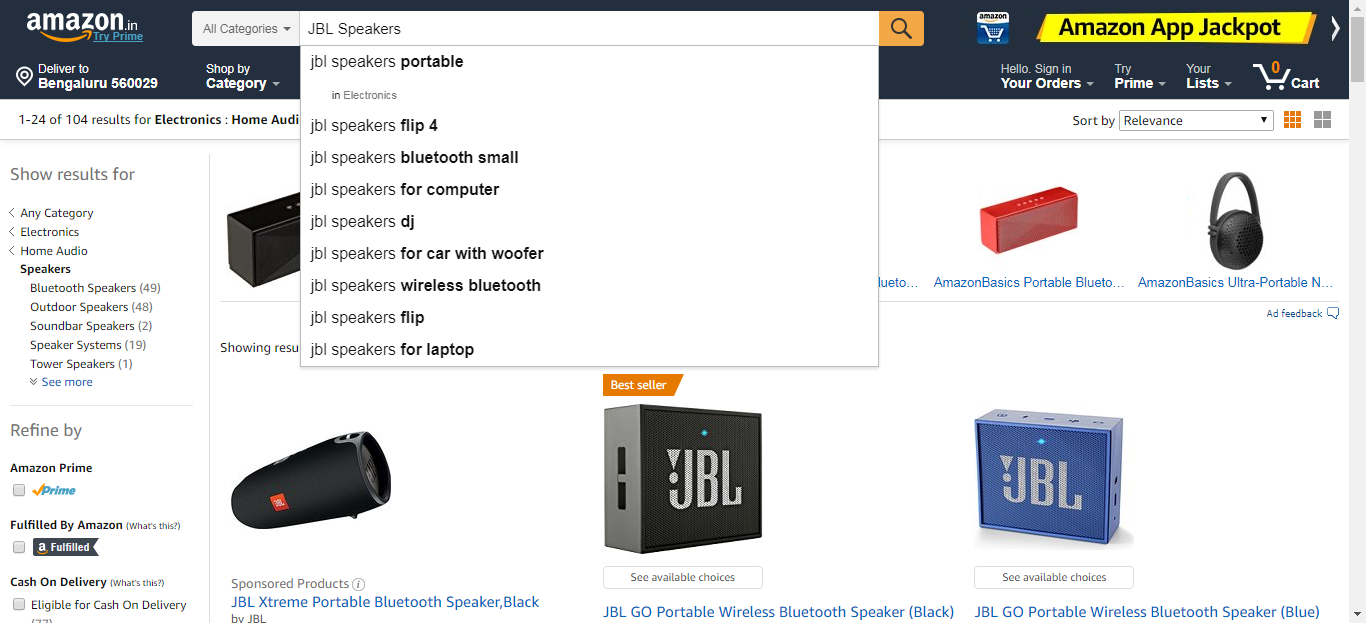 amazon.in
Try Prime
All Categories
JBL Speakers
amazon
Amazon App Jackpot
Deliver to
Bengaluru 560029
Shop by
Category
Hello. Sign in
Your Orders
Try
Prime
Your
Lists
0
Cart
jbl speakers portable
in Electronics
jbl speakers flip 4
jbl speakers bluetooth small
jbl speakers for computer
jbl speakers dj
jbl speakers for car with woofer
jbl speakers wireless bluetooth
jbl speakers flip
jbl speakers for laptop
1-24 of 104 results for Electronics : Home Audi
Sort by
Relevance
Show results for
Any Category
Electronics
Home Audio
Speakers
Bluetooth Speakers (49)
Outdoor Speakers (48)
Soundbar Speakers (2)
Speaker Systems (19)
Tower Speakers (1)
See more
Refine by
Amazon Prime
Prime
Fulfilled By Amazon (What's this?)
a Fulfilled
Cash On Delivery (What's this?)
Eligible for Cash On Delivery
(77)
lueto...
AmazonBasics Portable Blueto...
AmazonBasics Ultra-Portable N...
Ad feedback
Showing resu
JBL
Sponsored Products
JBL Xtreme Portable Bluetooth Speaker,Black
by JBL
Best seller
JBL
See available choices
JBL GO Portable Wireless Bluetooth Speaker (Black)
JBL
See available choices
JBL GO Portable Wireless Bluetooth Speaker (Blue)